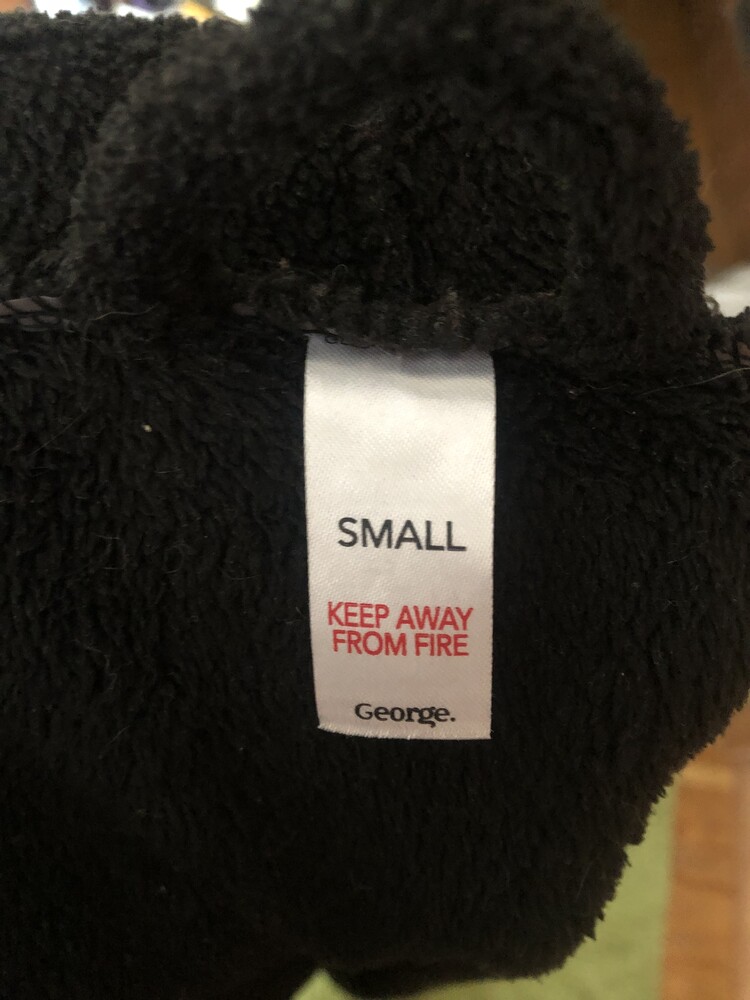 SMALL
KEEP AWAY
FROM FIRE
George.